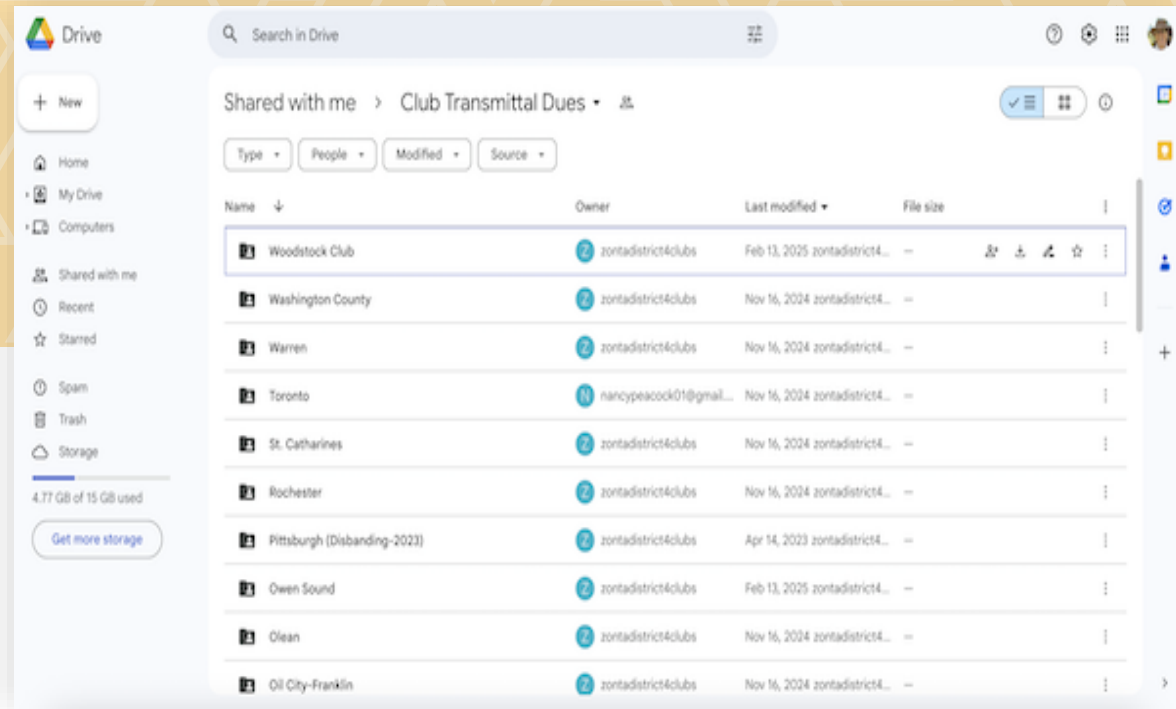 Drive
Search in Drive
New
Home
My Drive
Computers
Shared with me
Recent
Starred
Spam
Trash
Storage
4.77 GB of 15 GB used
Get more storage
Shared with me > Club Transmittal Dues
Type People Modified Source
Name Owner Last modified File size
Woodstock Club Z zontadistrict4clubs Feb 13, 2025 zontadistrict4... —
Washington County Z zontadistrict4clubs Nov 16, 2024 zontadistrict4... —
Warren Z zontadistrict4clubs Nov 16, 2024 zontadistrict4... —
Toronto N nancypeacock01@gmail... Nov 16, 2024 zontadistrict4... —
St. Catharines Z zontadistrict4clubs Nov 16, 2024 zontadistrict4... —
Rochester Z zontadistrict4clubs Nov 16, 2024 zontadistrict4... —
Pittsburgh (Disbanding-2023) Z zontadistrict4clubs Apr 14, 2023 zontadistrict4... —
Owen Sound Z zontadistrict4clubs Feb 13, 2025 zontadistrict4... —
Olean Z zontadistrict4clubs Nov 16, 2024 zontadistrict4... —
Oil City-Franklin Z zontadistrict4clubs Nov 16, 2024 zontadistrict4... —